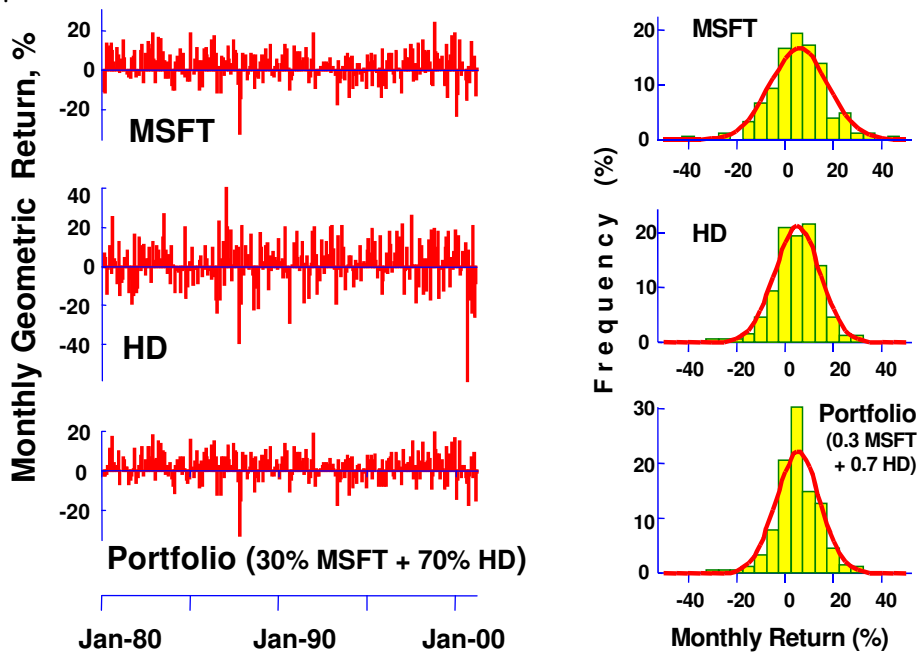 Monthly Geometric Return, %
20
0
-20
MSFT
40
20
0
-20
-40
HD
20
0
-20
Portfolio (30% MSFT + 70% HD)
Jan-80
Jan-90
Jan-00
Frequency (%)
20
10
0
MSFT
-40
-20
0
20
40
20
10
0
HD
-40
-20
0
20
40
30
20
10
0
Portfolio
(0.3 MSFT
+ 0.7 HD)
-40
-20
0
20
40
Monthly Return (%)